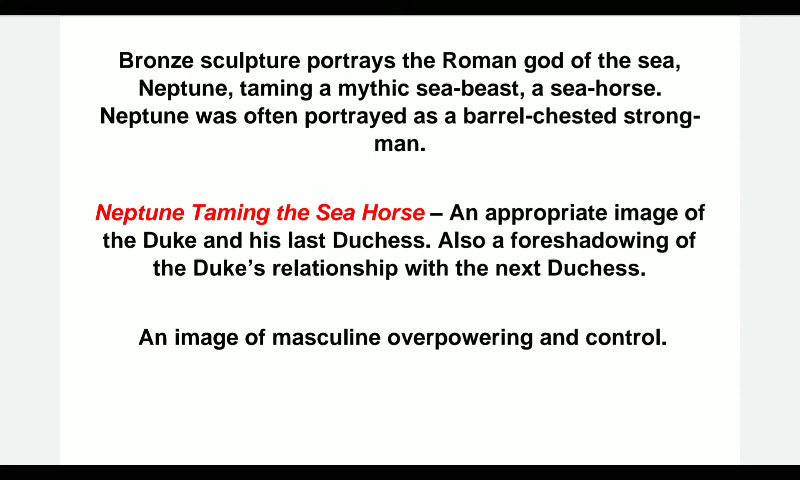 Bronze sculpture portrays the Roman god of the sea,
Neptune, taming a mythic sea-beast, a sea-horse.
Neptune was often portrayed as a barrel-chested strong-
man.
Neptune Taming the Sea Horse – An appropriate image of
the Duke and his last Duchess. Also a foreshadowing of
the Duke’s relationship with the next Duchess.
An image of masculine overpowering and control.